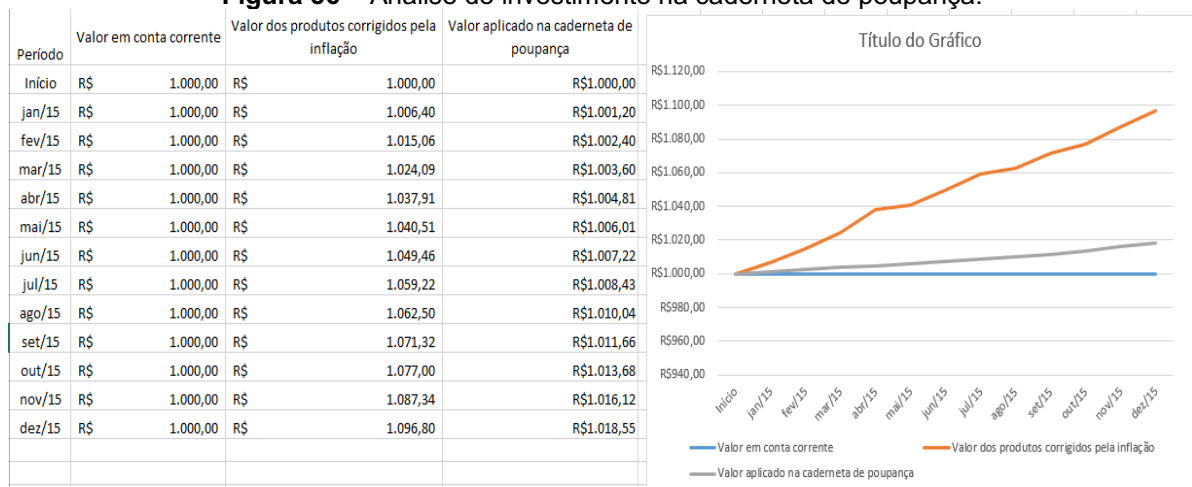 Figura 36 – Análise do investimento na caderneta de poupança.
Período Valor em conta corrente Valor dos produtos corrigidos pela inflação Valor aplicado na caderneta de poupança
Início R$ 1.000,00 R$ 1.000,00 R$1.000,00
jan/15 R$ 1.000,00 R$ 1.006,40 R$1.001,20
fev/15 R$ 1.000,00 R$ 1.015,06 R$1.002,40
mar/15 R$ 1.000,00 R$ 1.024,09 R$1.003,60
abr/15 R$ 1.000,00 R$ 1.037,91 R$1.004,81
mai/15 R$ 1.000,00 R$ 1.040,51 R$1.006,01
jun/15 R$ 1.000,00 R$ 1.049,46 R$1.007,22
jul/15 R$ 1.000,00 R$ 1.059,22 R$1.008,43
ago/15 R$ 1.000,00 R$ 1.062,50 R$1.010,04
set/15 R$ 1.000,00 R$ 1.071,32 R$1.011,66
out/15 R$ 1.000,00 R$ 1.077,00 R$1.013,68
nov/15 R$ 1.000,00 R$ 1.087,34 R$1.016,12
dez/15 R$ 1.000,00 R$ 1.096,80 R$1.018,55
Título do Gráfico
R$1.120,00
R$1.100,00
R$1.080,00
R$1.060,00
R$1.040,00
R$1.020,00
R$1.000,00
R$980,00
R$960,00
R$940,00
Início jan/15 fev/15 mar/15 abr/15 mai/15 jun/15 jul/15 ago/15 set/15 out/15 nov/15 dez/15
Valor em conta corrente
Valor dos produtos corrigidos pela inflação
Valor aplicado na caderneta de poupança